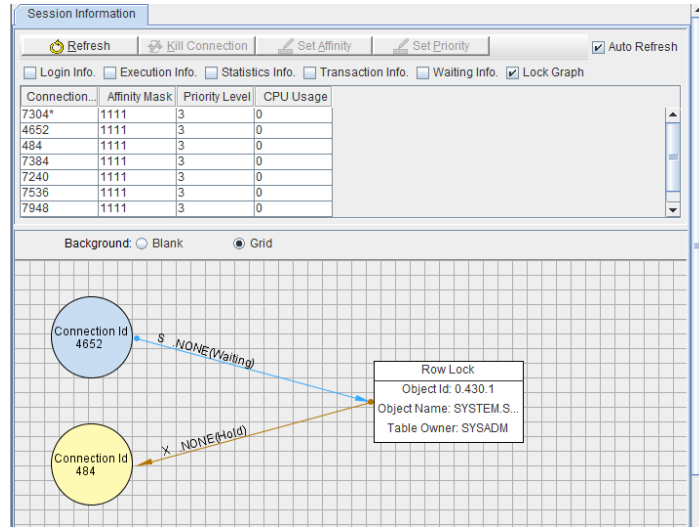 Session Information
Refresh Kill Connection Set Affinity Set Priority Auto Refresh
Login Info. Execution Info. Statistics Info. Transaction Info. Waiting Info. Lock Graph
Connection... Affinity Mask Priority Level CPU Usage
7304* 1111 3 0
4652 1111 3 0
484 1111 3 0
7384 1111 3 0
7240 1111 3 0
7536 1111 3 0
7948 1111 3 0
Background: Blank Grid
Connection Id
4652
S .NONE(Waiting)
Row Lock
Object Id: 0.430.1
Object Name: SYSTEM.S...
Table Owner: SYSADM
X .NONE(Hold)
Connection Id
484